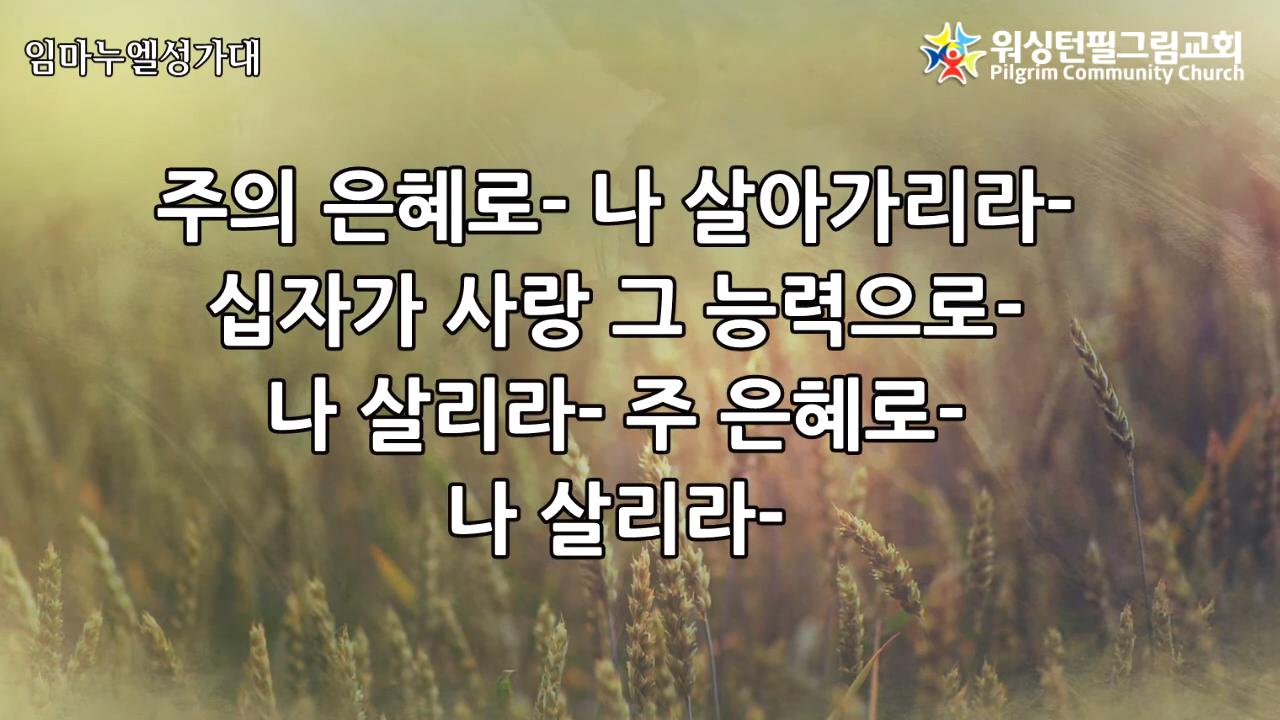 임마누엘성가대
워싱턴필그림교회
Pilgrim Community Church
주의 은혜로- 나 살아가리라-
십자가 사랑 그 능력으로-
나 살리라- 주 은혜로-
나 살리라-